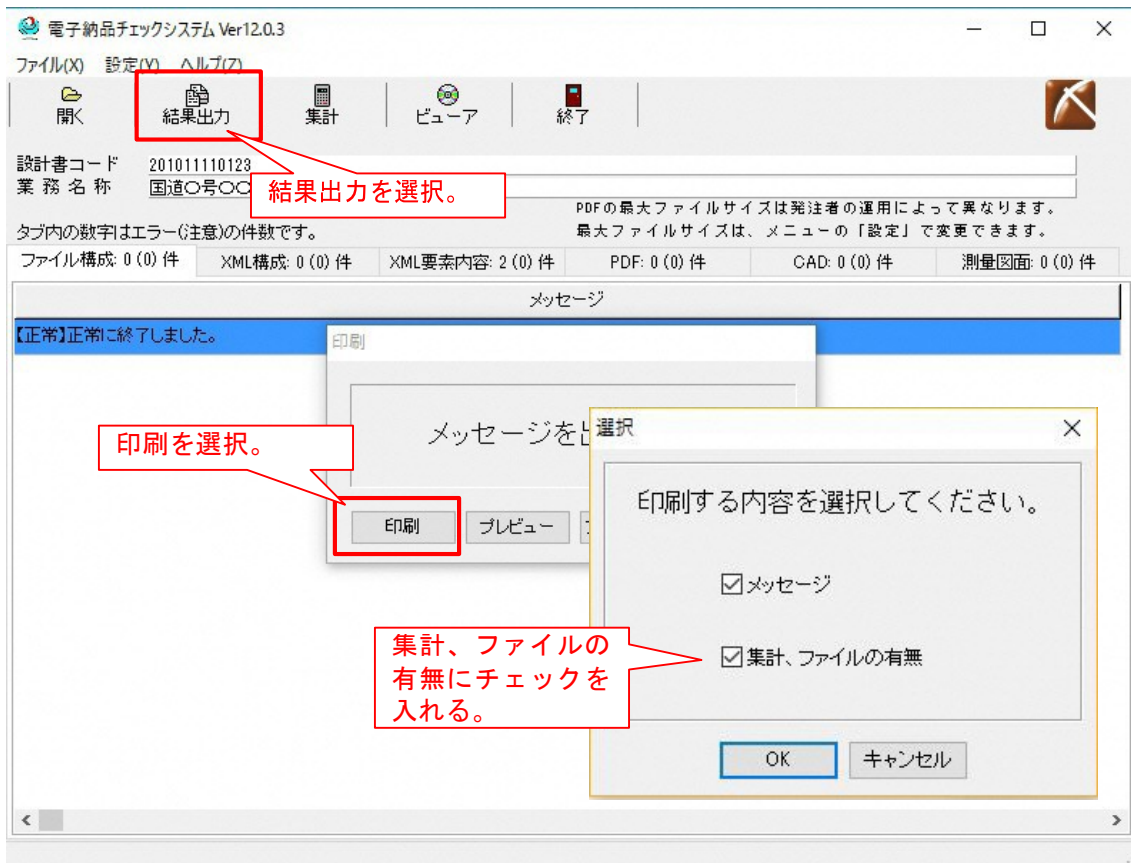 電子納品チェックシステム Ver12.0.3
ファイル(X) 設定(Y) ヘルプ(Z)
開く 結果出力 集計 ビューア 終了
設計書コード 201011110123
業務名称 国道〇号〇〇
結果出力を選択。
PDFの最大ファイルサイズは発注者の運用によって異なります。
タブ内の数字はエラー(注意)の件数です。
最大ファイルサイズは、メニューの「設定」で変更できます。
ファイル構成: 0 (0) 件 XML構成: 0 (0) 件 XML要素内容: 2 (0) 件 PDF: 0 (0) 件 CAD: 0 (0) 件 測量図面: 0 (0) 件
メッセージ
【正常】正常に終了しました。
印刷
メッセージを
印刷を選択。
印刷 プレビュー
選択
印刷する内容を選択してください。
メッセージ
集計、ファイルの有無
集計、ファイルの
有無にチェックを
入れる。
OK キャンセル